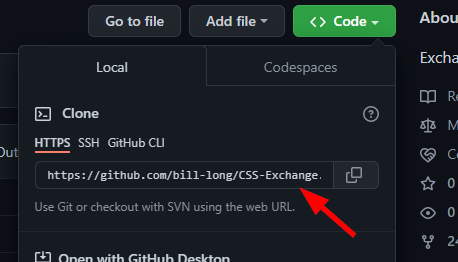 Go to file Add file Code
Abou
Local Codespaces
Excha
Clone
HTTPS SSH GitHub CLI
https://github.com/bill-long/CSS-Exchange.
Use Git or checkout with SVN using the web URL.
Open with GitHub Desktop
Out
Re
M
Co
0
0
24